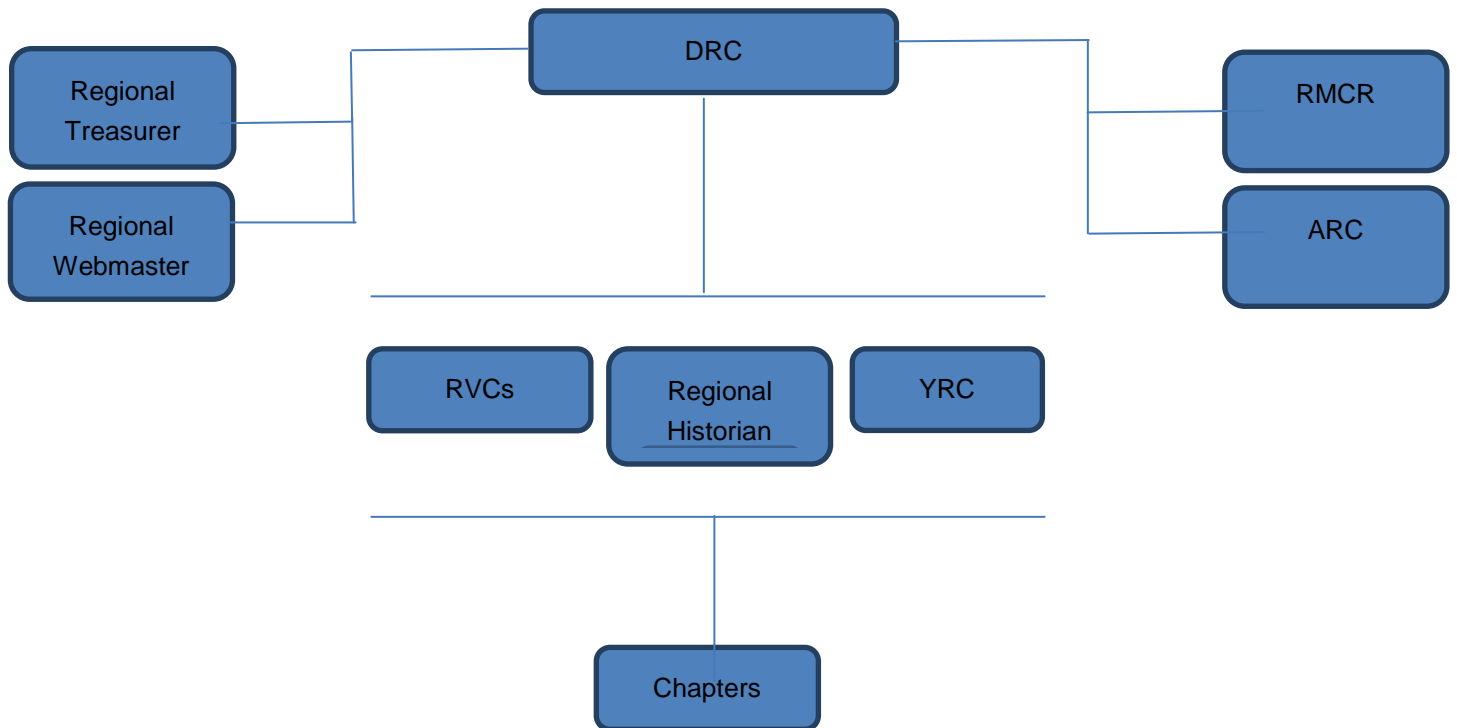 DRC
Regional
Treasurer
RMCR
Regional
Webmaster
ARC
RVCs
Regional
Historian
YRC
Chapters